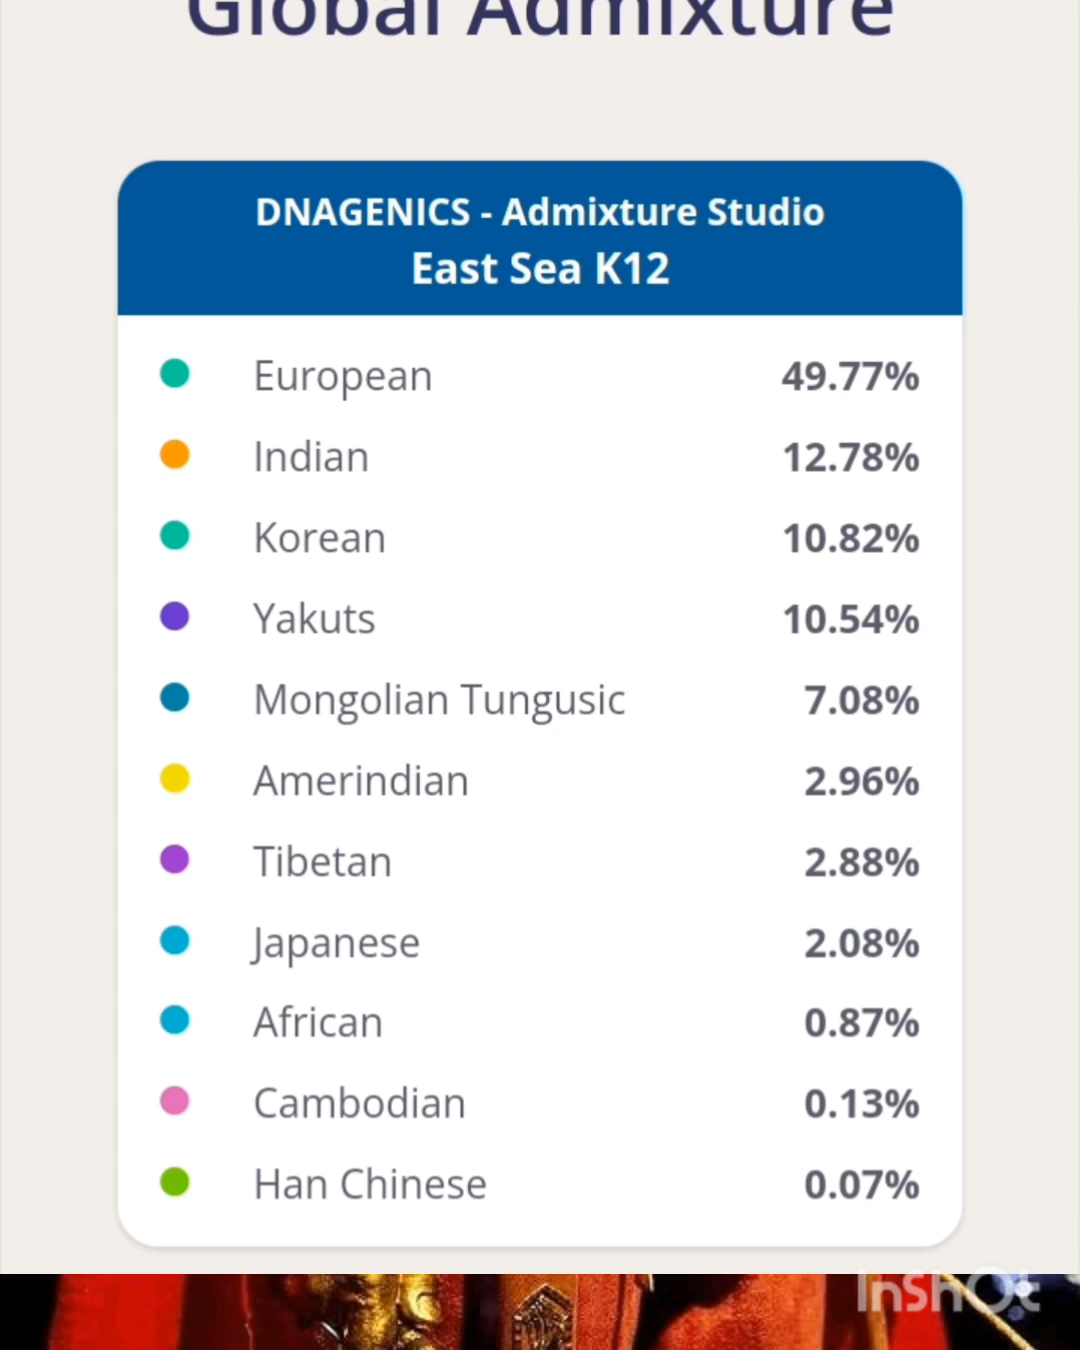 Global Admixture
DNAGENICS - Admixture Studio
East Sea K12
European 49.77%
Indian 12.78%
Korean 10.82%
Yakuts 10.54%
Mongolian Tungusic 7.08%
Amerindian 2.96%
Tibetan 2.88%
Japanese 2.08%
African 0.87%
Cambodian 0.13%
Han Chinese 0.07%
InShOt